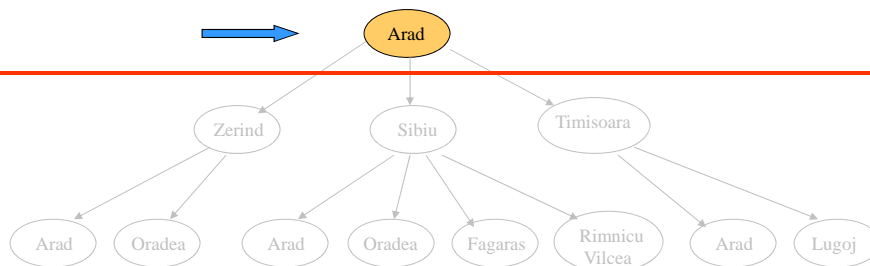 Arad
Zerind
Sibiu
Timisoara
Arad
Oradea
Arad
Oradea
Fagaras
Rimnicu
Vilcea
Arad
Lugoj